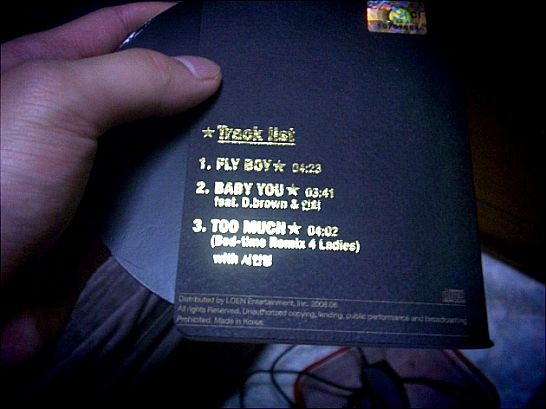 ★Track list
1. FLY BOY★ 04:23
2. BABY YOU★ 03:41
feat. D.brown & 인희
3. TOO MUCH★ 04:02
(Bed-time Remix 4 Ladies)
with
Distributed by LOEN Entertainment, Inc. 2008.06
All rights Reserved. Unauthorized copying, lending, public performance and broadcasting
Prohibited. Made in Korea.